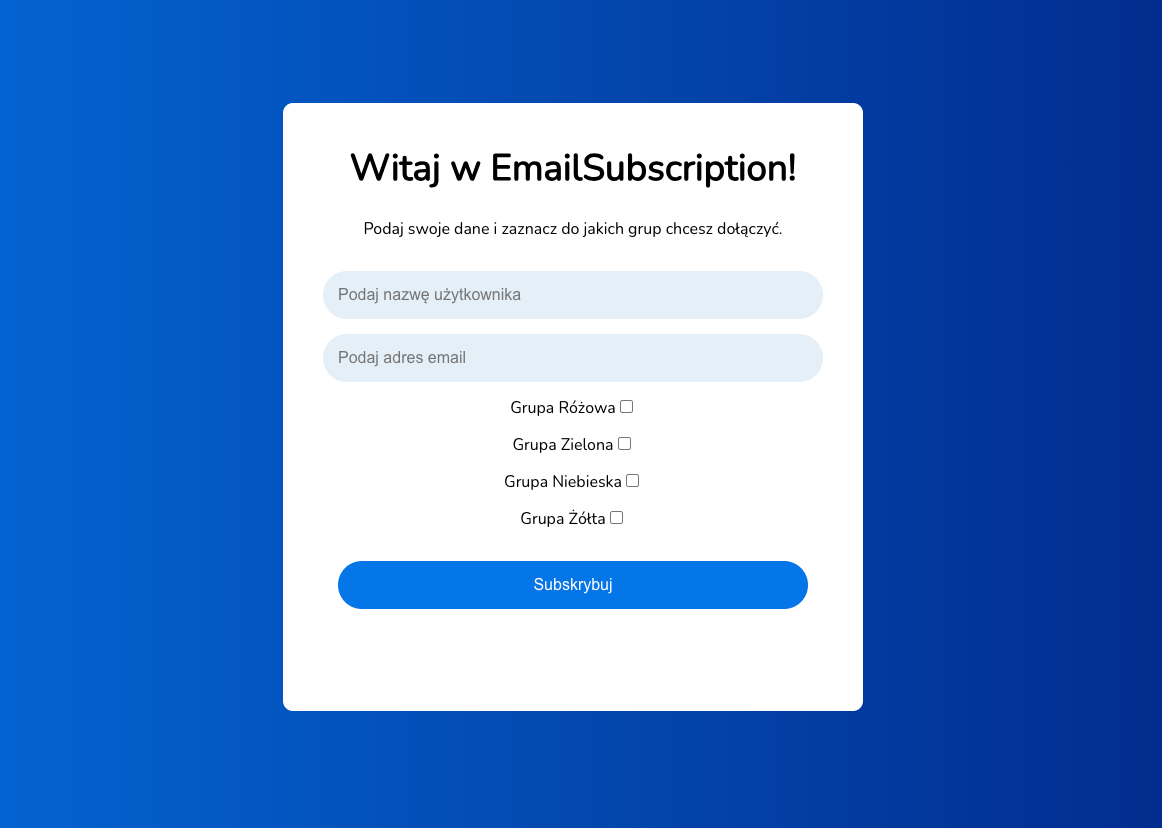 Witaj w EmailSubscription!
Podaj swoje dane i zaznacz do jakich grup chcesz dołączyć.
Podaj nazwę użytkownika
Podaj adres email
Grupa Różowa
Grupa Zielona
Grupa Niebieska
Grupa Żółta
Subskrybuj